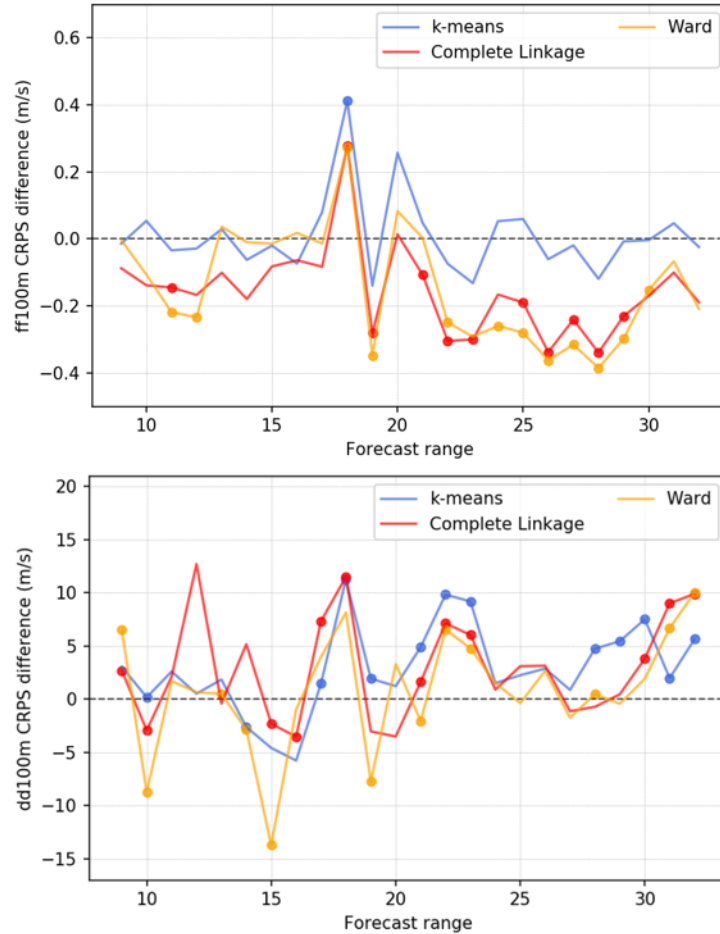 0.6
0.4
0.2
0.0
−0.2
−0.4
ff100m CRPS difference (m/s)
k-means
Complete Linkage
Ward
10
15
20
25
30
Forecast range
20
15
10
5
0
−5
−10
−15
dd100m CRPS difference (m/s)
k-means
Complete Linkage
Ward
10
15
20
25
30
Forecast range